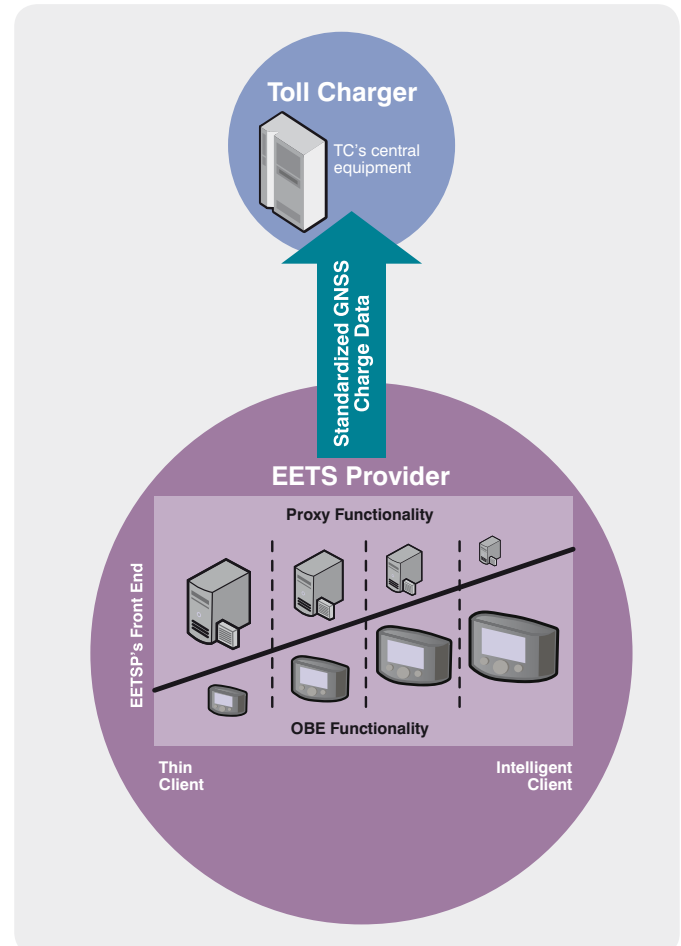 Toll Charger
TC's central
equipment
Standardized GNSS
Charge Data
EETS Provider
Proxy Functionality
EETSP's Front End
OBE Functionality
Thin
Client
Intelligent
Client